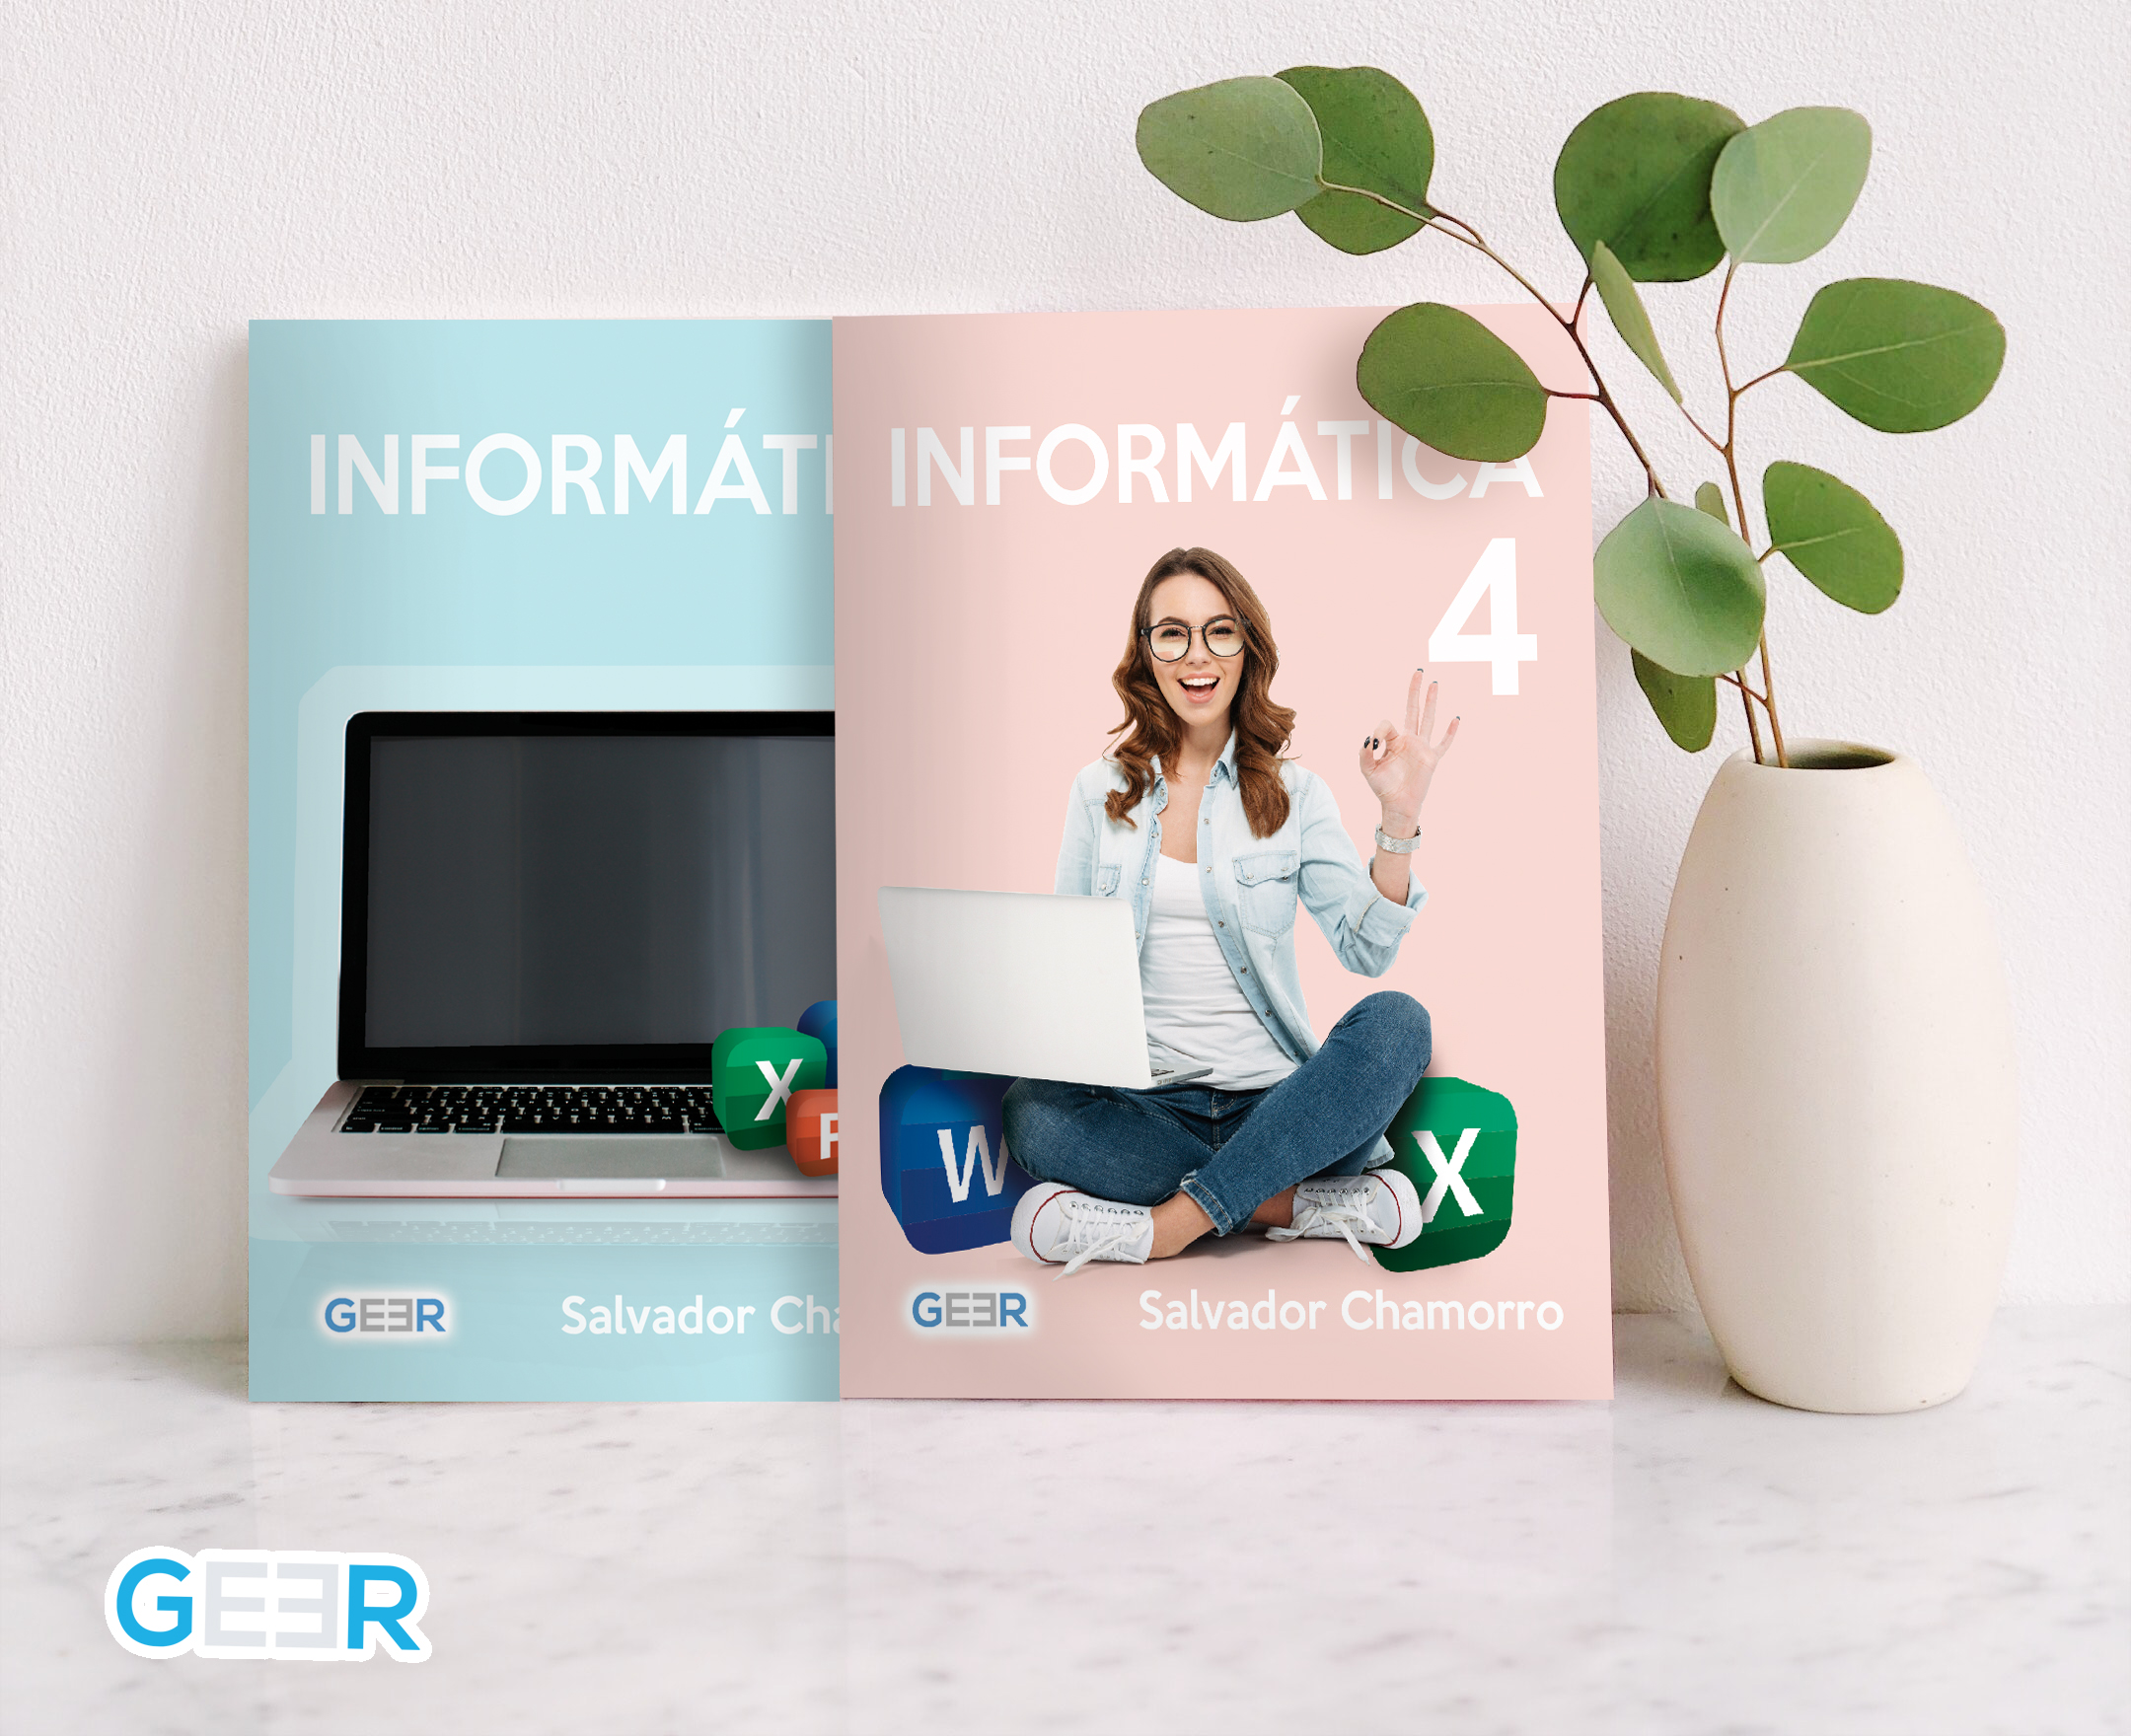 INFORMÁTI
X
P
GEER
Salvador Cha
INFORMÁTICA
4
W
X
GEER
Salvador Chamorro
GEER